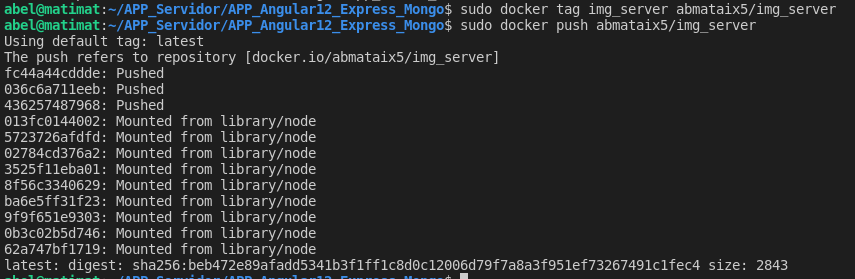 abel@matimat:~/APP_Servidor/APP_Angular12_Express_Mongo$ sudo docker tag img_server abmataix5/img_server
abel@matimat:~/APP_Servidor/APP_Angular12_Express_Mongo$ sudo docker push abmataix5/img_server
Using default tag: latest
The push refers to repository [docker.io/abmataix5/img_server]
fc44a44cddde: Pushed
036c6a711eeb: Pushed
436257487968: Pushed
013fc0144002: Mounted from library/node
5723726afdfd: Mounted from library/node
02784cd376a2: Mounted from library/node
3525f11eba01: Mounted from library/node
8f56c3340629: Mounted from library/node
ba6e5ff31f23: Mounted from library/node
9f9f651e9303: Mounted from library/node
0b3c02b5d746: Mounted from library/node
62a747bf1719: Mounted from library/node
latest: digest: sha256:beb472e89afadd5341b3f1ff1c8d0c12006d79f7a8a3f951ef73267491c1fec4 size: 2843
abel@matimat:~/APP_Servidor/APP_Angular12_Express_Mongo$